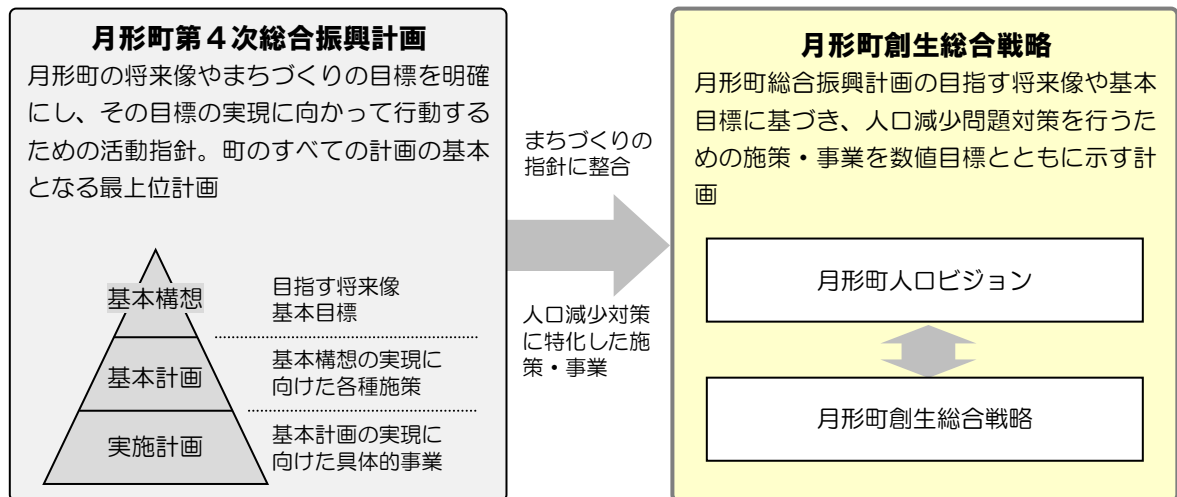 月形町第４次総合振興計画
月形町の将来像やまちづくりの目標を明確
にし、その目標の実現に向かって行動する
ための活動指針。町のすべての計画の基本
となる最上位計画
基本構想
目指す将来像
基本目標
基本計画
基本構想の実現に
向けた各種施策
実施計画
基本計画の実現に
向けた具体的事業
まちづくりの
指針に整合
人口減少対策
に特化した施
策・事業
月形町創生総合戦略
月形町総合振興計画の目指す将来像や基本
目標に基づき、人口減少問題対策を行うた
めの施策・事業を数値目標とともに示す計
画
月形町人口ビジョン
月形町創生総合戦略